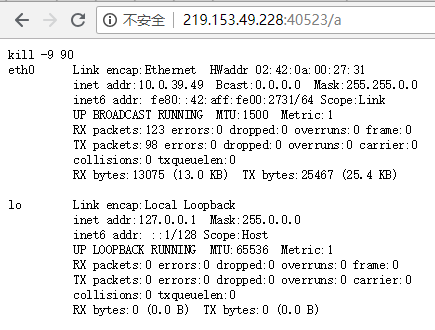 不安全 219.153.49.228:40523/a
kill -9 90
eth0 Link encap:Ethernet HWaddr 02:42:0a:00:27:31
inet addr:10.0.39.49 Bcast:0.0.0.0 Mask:255.255.0.0
inet6 addr: fe80::42:aff:fe00:2731/64 Scope:Link
UP BROADCAST RUNNING MTU:1500 Metric:1
RX packets:123 errors:0 dropped:0 overruns:0 frame:0
TX packets:98 errors:0 dropped:0 overruns:0 carrier:0
collisions:0 txqueuelen:0
RX bytes:13075 (13.0 KB) TX bytes:25467 (25.4 KB)
lo Link encap:Local Loopback
inet addr:127.0.0.1 Mask:255.0.0.0
inet6 addr: ::1/128 Scope:Host
UP LOOPBACK RUNNING MTU:65536 Metric:1
RX packets:0 errors:0 dropped:0 overruns:0 frame:0
TX packets:0 errors:0 dropped:0 overruns:0 carrier:0
collisions:0 txqueuelen:0
RX bytes:0 (0.0 B) TX bytes:0 (0.0 B)